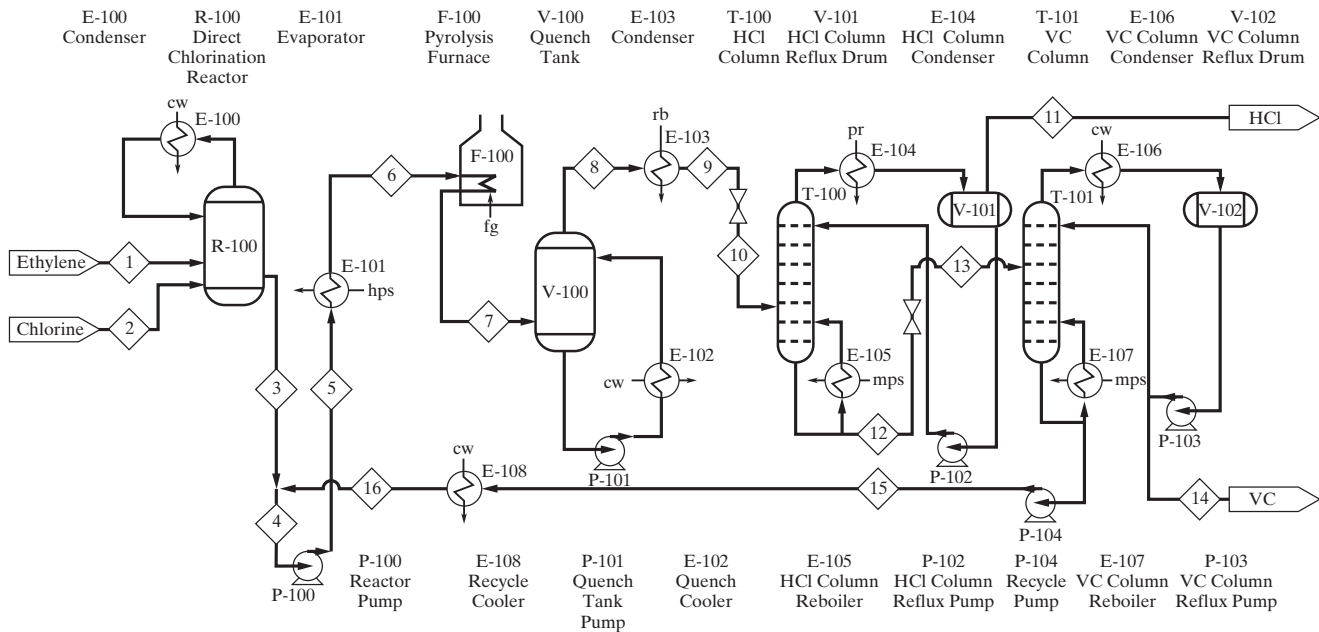 E-100 R-100 E-101 F-100 V-100 E-103 T-100 V-101 E-104 T-101 E-106 V-102
Condenser Direct Evaporator Pyrolysis Quench Condenser HCl HCl Column HCl Column VC VC Column VC Column
Chlorination Furnace Tank Column Reflux Drum Condenser Column Condenser Reflux Drum
Reactor
cw
E-100
rb
E-103
pr
E-104
cw
E-106
11
HCl
6
F-100
fg
8
9
T-100
V-101
T-101
V-102
R-100
Ethylene
1
E-101
hps
V-100
10
13
Chlorine
2
7
E-102
cw
E-105
mps
E-107
mps
3
5
12
P-101
P-102
P-103
cw
E-108
16
15
14
VC
4
P-104
P-100
P-100 E-108 P-101 E-102 E-105 P-102 P-104 E-107 P-103
Reactor Recycle Quench Quench HCl Column HCl Column Recycle VC Column VC Column
Pump Cooler Tank Cooler Reboiler Reflux Pump Pump Reboiler Reflux Pump
Pump